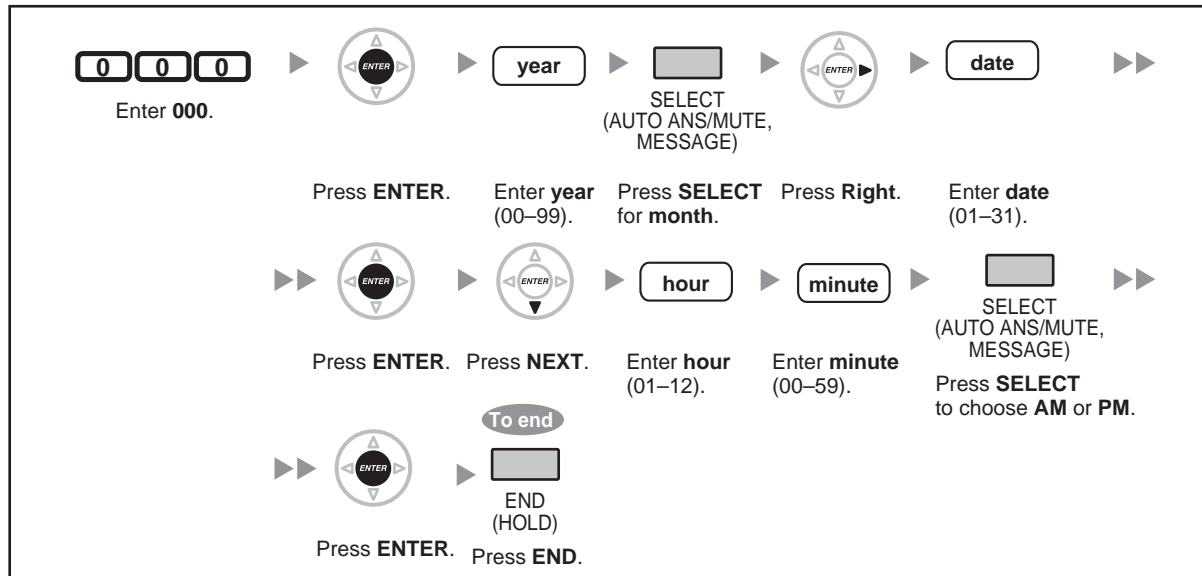 0 0 0
ENTER
year
ENTER
date
SELECT
(AUTO ANS/MUTE,
MESSAGE)
Enter 000.
Press ENTER.
Enter year
(00–99).
Press SELECT
for month.
Press Right.
Enter date
(01–31).
ENTER
ENTER
hour
minute
SELECT
(AUTO ANS/MUTE,
MESSAGE)
Press ENTER.
Press NEXT.
Enter hour
(01–12).
Enter minute
(00–59).
Press SELECT
to choose AM or PM.
To end
ENTER
END
(HOLD)
Press ENTER.
Press END.